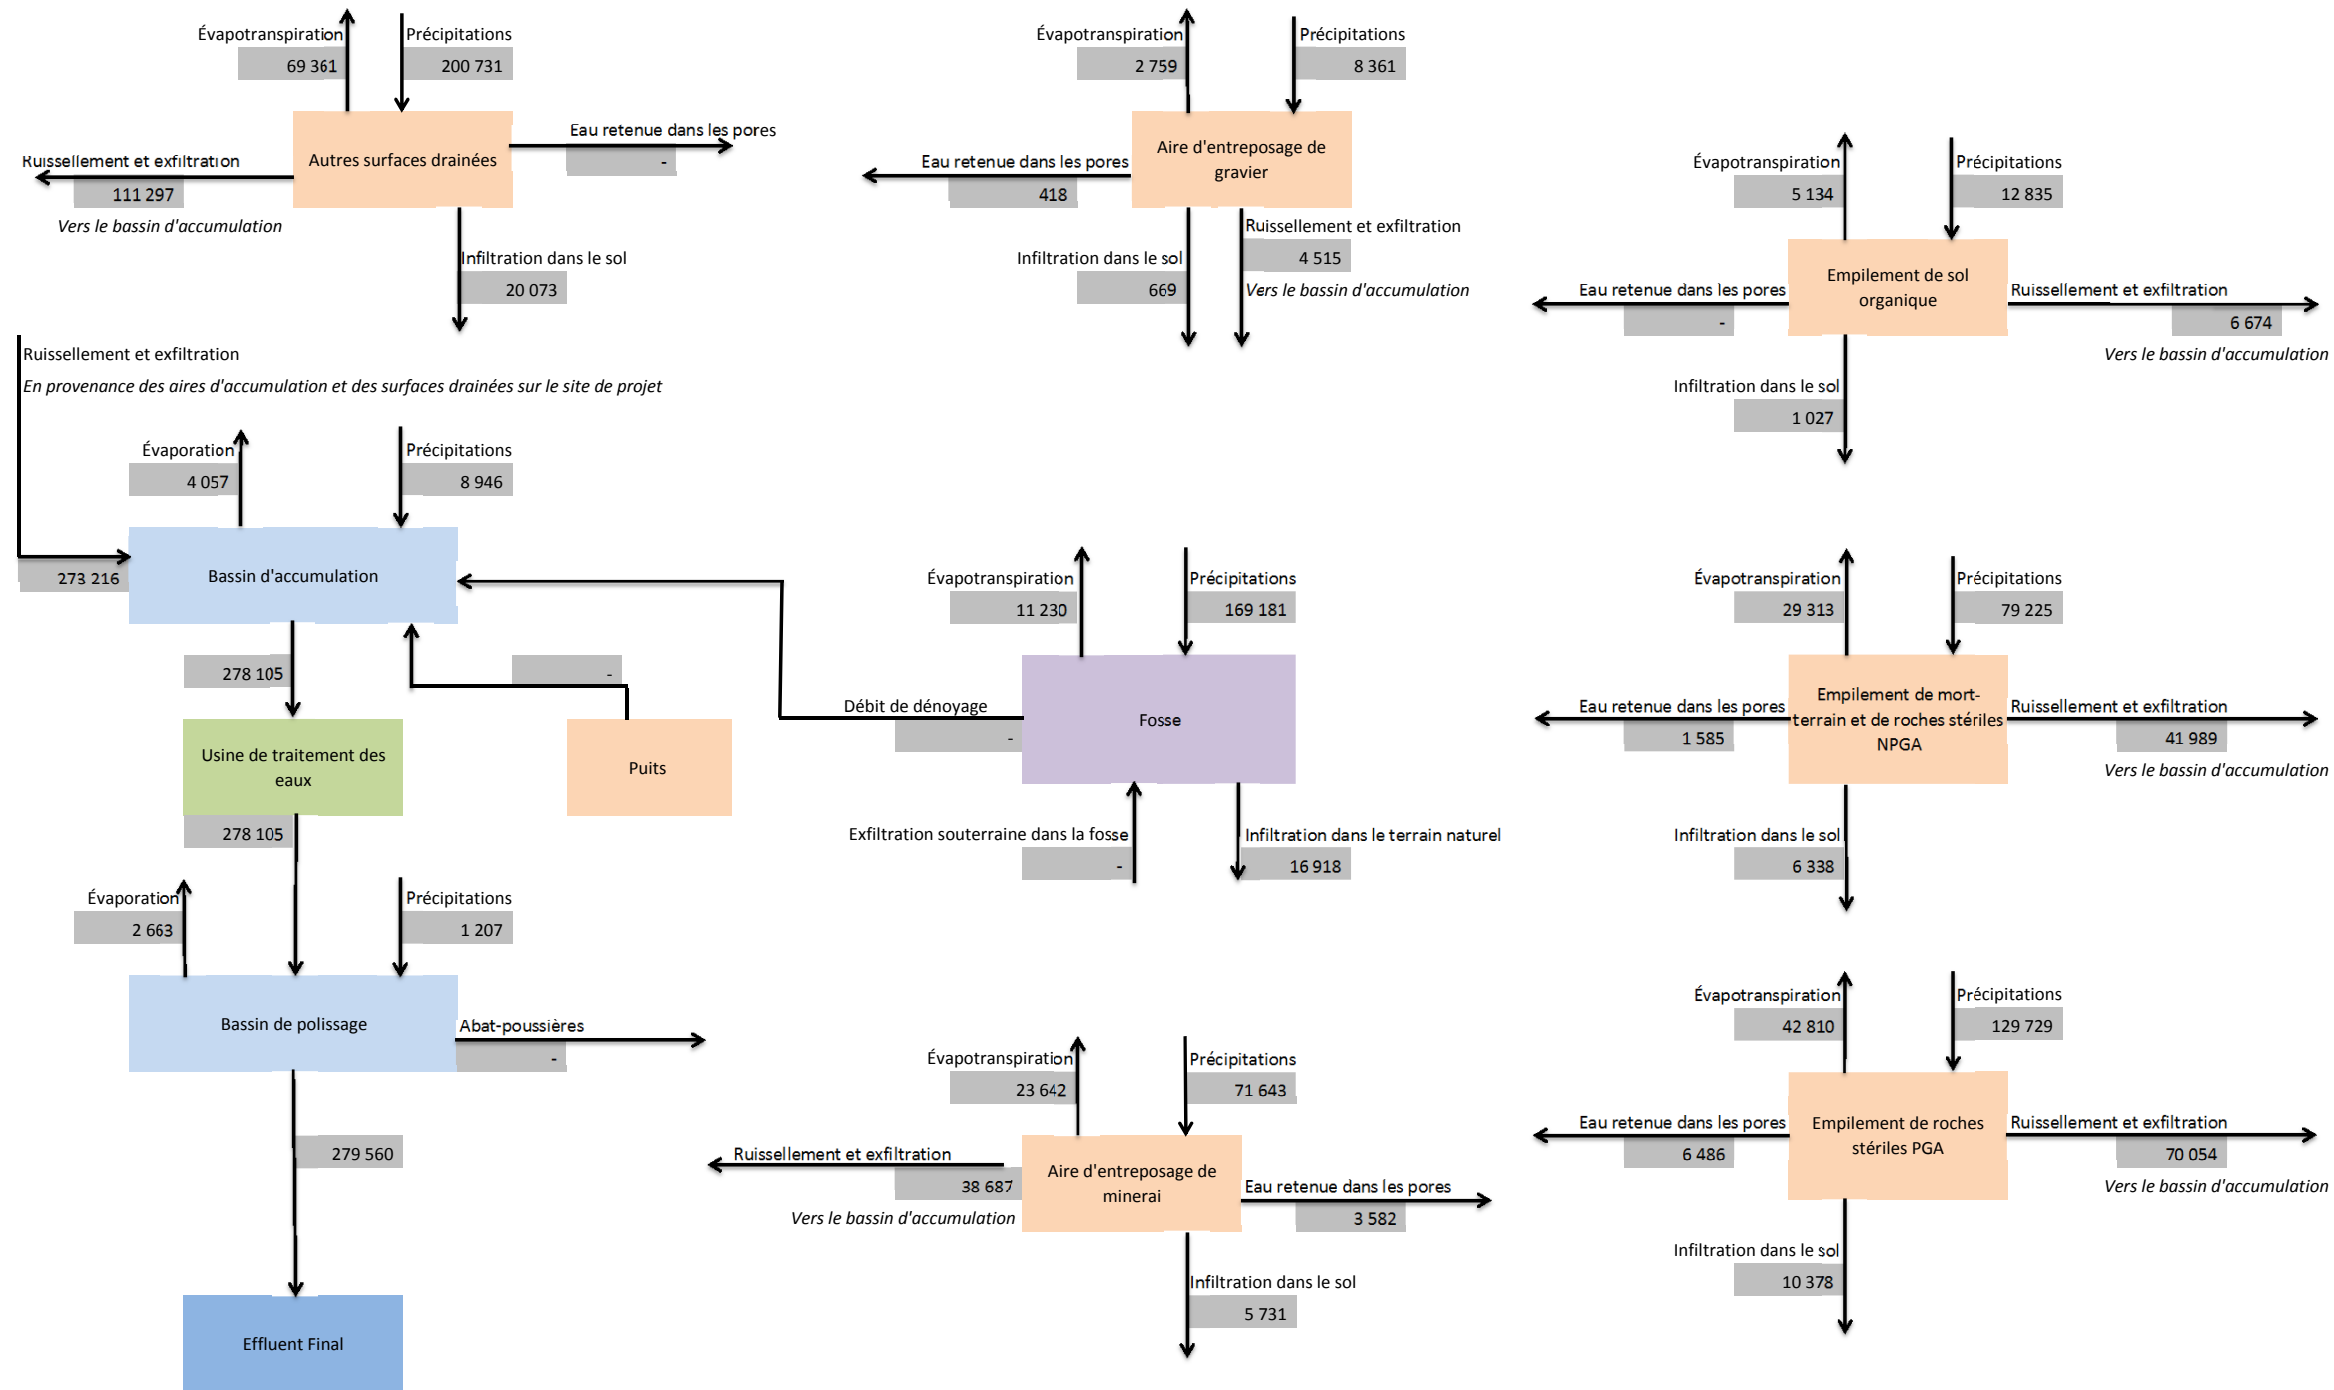 Évapotranspiration
69 361
Précipitations
200 731
Autres surfaces drainées
Eau retenue dans les pores
-
Ruissellement et exfiltration
111 297
Vers le bassin d'accumulation
Infiltration dans le sol
20 073
Évapotranspiration
2 759
Précipitations
8 361
Aire d'entreposage de
gravier
Eau retenue dans les pores
418
Ruissellement et exfiltration
4 515
Vers le bassin d'accumulation
Infiltration dans le sol
669
Évapotranspiration
5 134
Précipitations
12 835
Empilement de sol
organique
Eau retenue dans les pores
-
Ruissellement et exfiltration
6 674
Vers le bassin d'accumulation
Infiltration dans le sol
1 027
Ruissellement et exfiltration
En provenance des aires d'accumulation et des surfaces drainées sur le site de projet
Évaporation
4 057
Précipitations
8 946
273 216
Bassin d'accumulation
278 105
-
Usine de traitement des
eaux
Puits
278 105
Évaporation
2 663
Précipitations
1 207
Bassin de polissage
Abat-poussières
-
279 560
Effluent Final
Évapotranspiration
11 230
Précipitations
169 181
Débit de dénoyage
-
Fosse
Exfiltration souterraine dans la fosse
-
Infiltration dans le terrain naturel
16 918
Évapotranspiration
29 313
Précipitations
79 225
Eau retenue dans les pores
1 585
Empilement de mort-
terrain et de roches stériles
NPGA
Ruissellement et exfiltration
41 989
Vers le bassin d'accumulation
Infiltration dans le sol
6 338
Évapotranspiration
23 642
Précipitations
71 643
Ruissellement et exfiltration
38 687
Vers le bassin d'accumulation
Aire d'entreposage de
minerai
Eau retenue dans les pores
3 582
Infiltration dans le sol
5 731
Évapotranspiration
42 810
Précipitations
129 729
Eau retenue dans les pores
6 486
Empilement de roches
stériles PGA
Ruissellement et exfiltration
70 054
Vers le bassin d'accumulation
Infiltration dans le sol
10 378